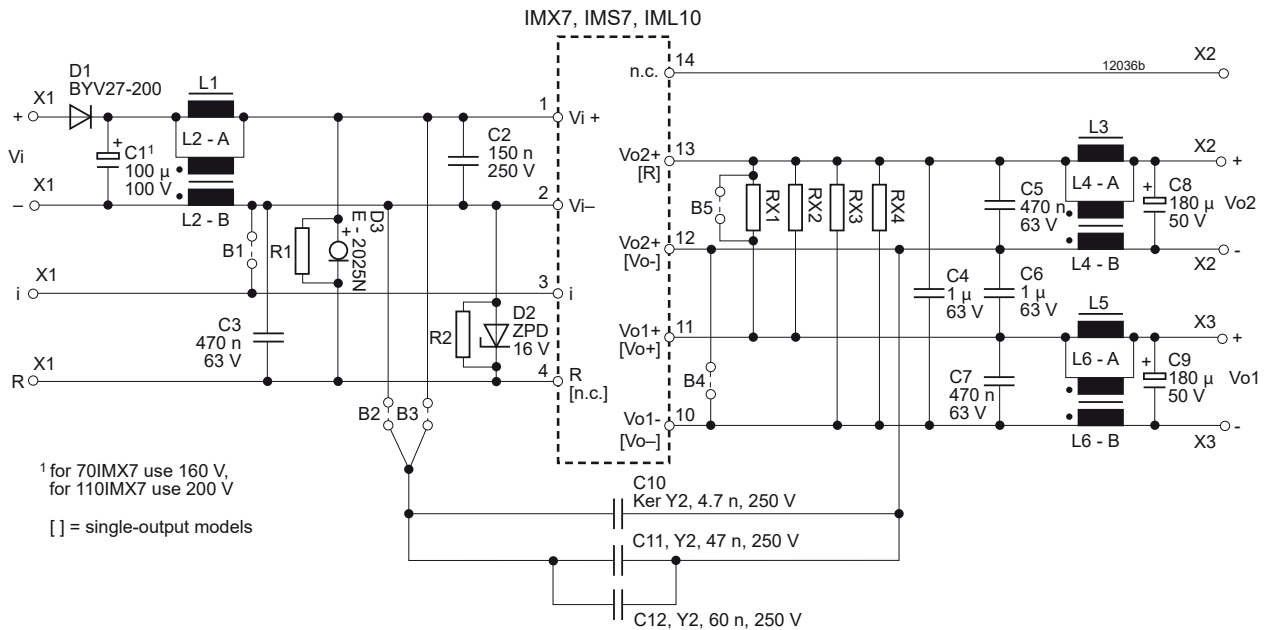 IMX7, IMS7, IML10
n.c.
14
12036b
X2
D1
BYV27-200
L1
X1
+
1
Vi +
L2 - A
+
C1¹
100 µ
100 V
Vi
C2
150 n
250 V
X1
–
L2 - B
2
Vi–
B1
R1
D3
E - 2025N
+
X1
i
3
i
C3
470 n
63 V
R2
D2
ZPD
16 V
X1
R
4
R
[n.c.]
B2
B3
13
Vo2+
[R]
L3
X2
+
L4 - A
B5
RX1
RX2
RX3
RX4
C5
470 n
63 V
+
C8
180 µ
50 V
Vo2
12
Vo2+
[Vo-]
L4 - B
-
X2
C4
1 µ
63 V
C6
1 µ
63 V
11
Vo1+
[Vo+]
L5
X3
+
L6 - A
B4
C7
470 n
63 V
+
C9
180 µ
50 V
Vo1
10
Vo1-
[Vo–]
L6 - B
-
X3
¹ for 70IMX7 use 160 V,
for 110IMX7 use 200 V
[ ] = single-output models
C10
Ker Y2, 4.7 n, 250 V
C11, Y2, 47 n, 250 V
C12, Y2, 60 n, 250 V